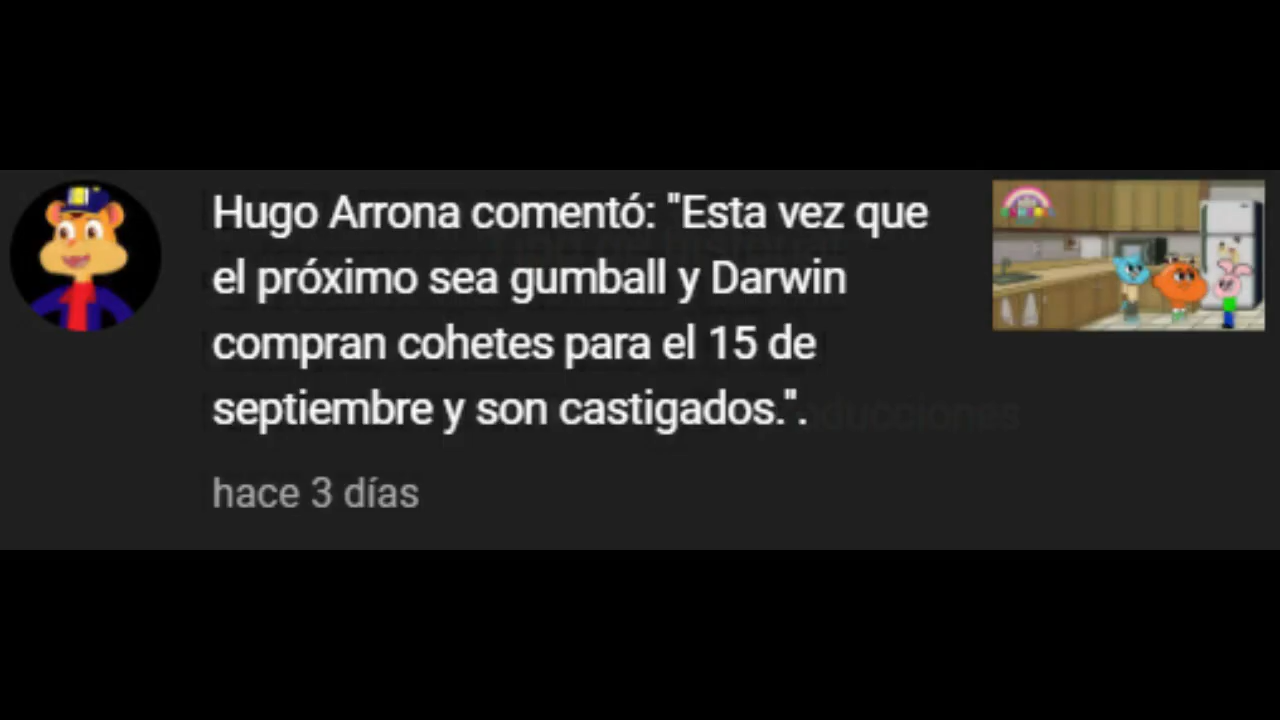 Hugo Arrona comentó: "Esta vez que
el próximo sea gumball y Darwin
compran cohetes para el 15 de
septiembre y son castigados.".
hace 3 días